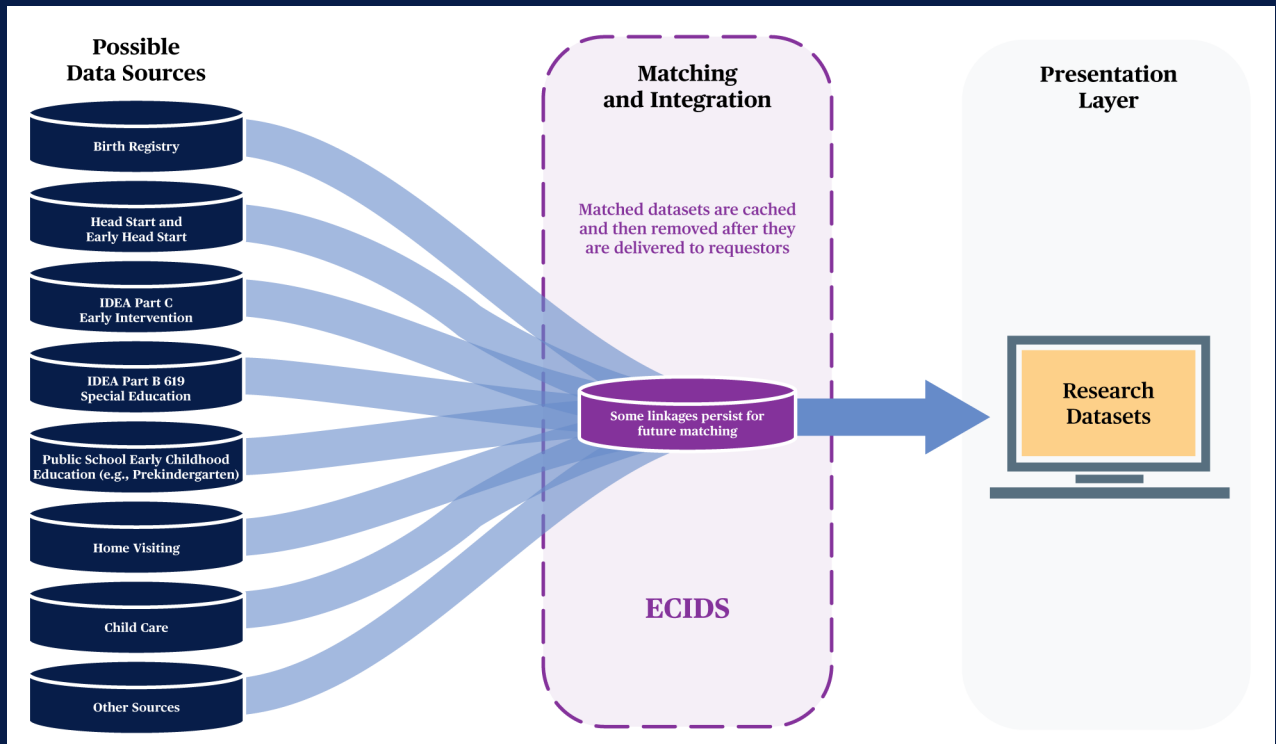 Possible
Data Sources
Birth Registry
Head Start and
Early Head Start
IDEA Part C
Early Intervention
IDEA Part B 619
Special Education
Public School Early Childhood
Education (e.g., Prekindergarten)
Home Visiting
Child Care
Other Sources
Matching
and Integration
Matched datasets are cached
and then removed after they
are delivered to requestors
Some linkages persist for
future matching
ECIDS
Presentation
Layer
Research
Datasets